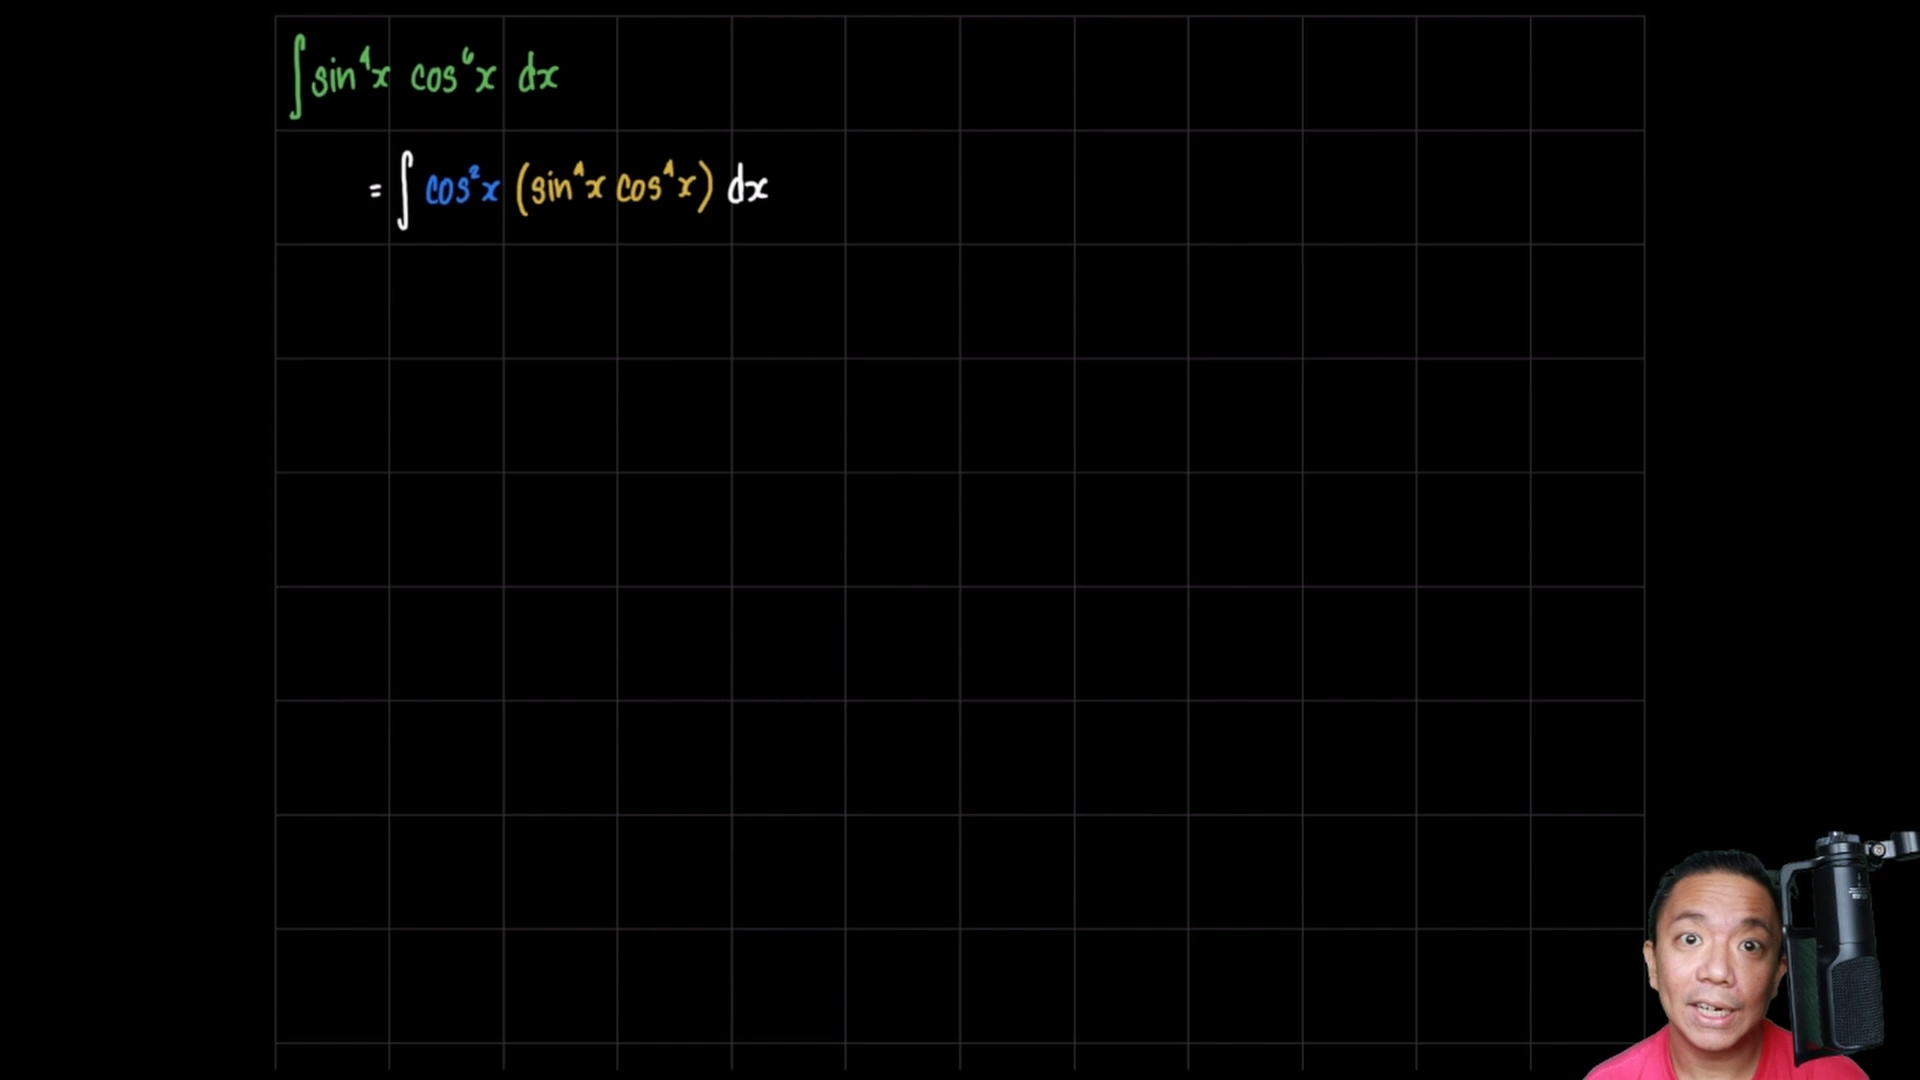 ∫sin⁴x cos⁶x dx
= ∫ cos²x (sin⁴x cos⁴x) dx